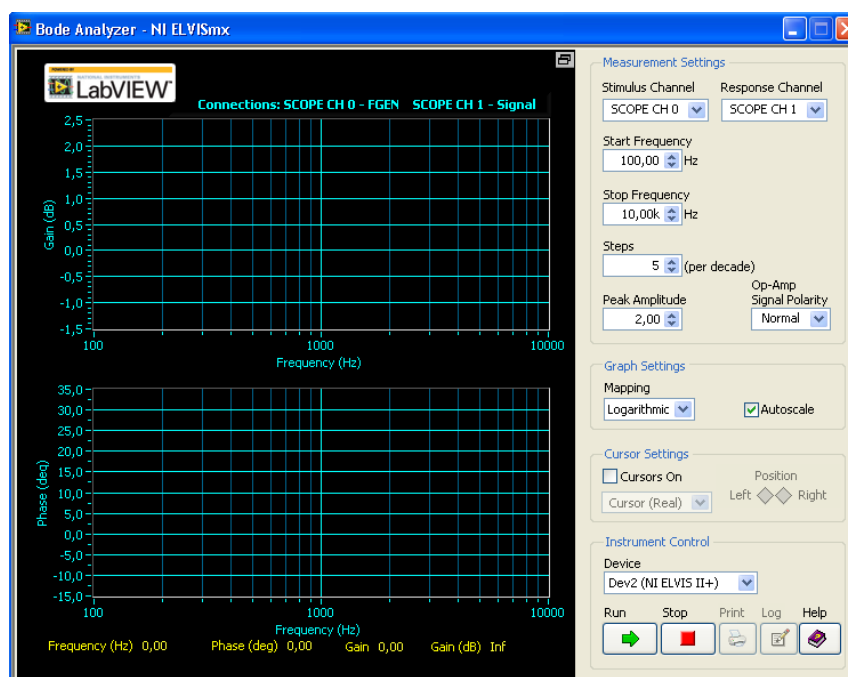 Bode Analyzer - NI ELVISmx
POWERED BY
NATIONAL INSTRUMENTS
LabVIEW
Connections: SCOPE CH 0 - FGEN SCOPE CH 1 - Signal
2,5
2,0
1,5
1,0
0,5
0,0
-0,5
-1,0
-1,5
Gain (dB)
100 1000 10000
Frequency (Hz)
35,0
30,0
25,0
20,0
15,0
10,0
5,0
0,0
-5,0
-10,0
-15,0
Phase (deg)
100 1000 10000
Frequency (Hz)
Frequency (Hz) 0,00 Phase (deg) 0,00 Gain 0,00 Gain (dB) Inf
Measurement Settings
Stimulus Channel Response Channel
SCOPE CH 0 SCOPE CH 1
Start Frequency
100,00 Hz
Stop Frequency
10,00k Hz
Steps
5 (per decade)
Op-Amp
Peak Amplitude Signal Polarity
2,00 Normal
Graph Settings
Mapping
Logarithmic Autoscale
Cursor Settings
Cursors On Position
Cursor (Real) Left Right
Instrument Control
Device
Dev2 (NI ELVIS II+)
Run Stop Print Log Help